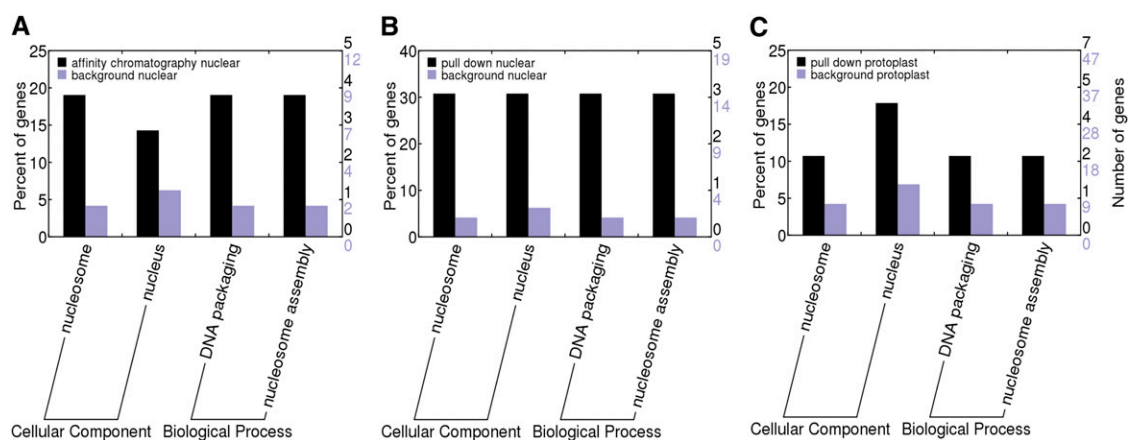 A
B
C
25
20
15
10
5
0
Percent of genes
affinity chromatography nuclear
background nuclear
5
12
4
9
3
7
2
4
1
2
0
0
nucleosome
nucleus
DNA packaging
nucleosome assembly
Cellular Component
Biological Process
40
30
20
10
0
Percent of genes
pull down nuclear
background nuclear
5
19
3
14
2
9
1
4
0
0
nucleosome
nucleus
DNA packaging
nucleosome assembly
Cellular Component
Biological Process
25
20
15
10
5
0
Percent of genes
pull down protoplast
background protoplast
7
47
5
37
4
28
2
18
1
9
0
0
Number of genes
nucleosome
nucleus
DNA packaging
nucleosome assembly
Cellular Component
Biological Process